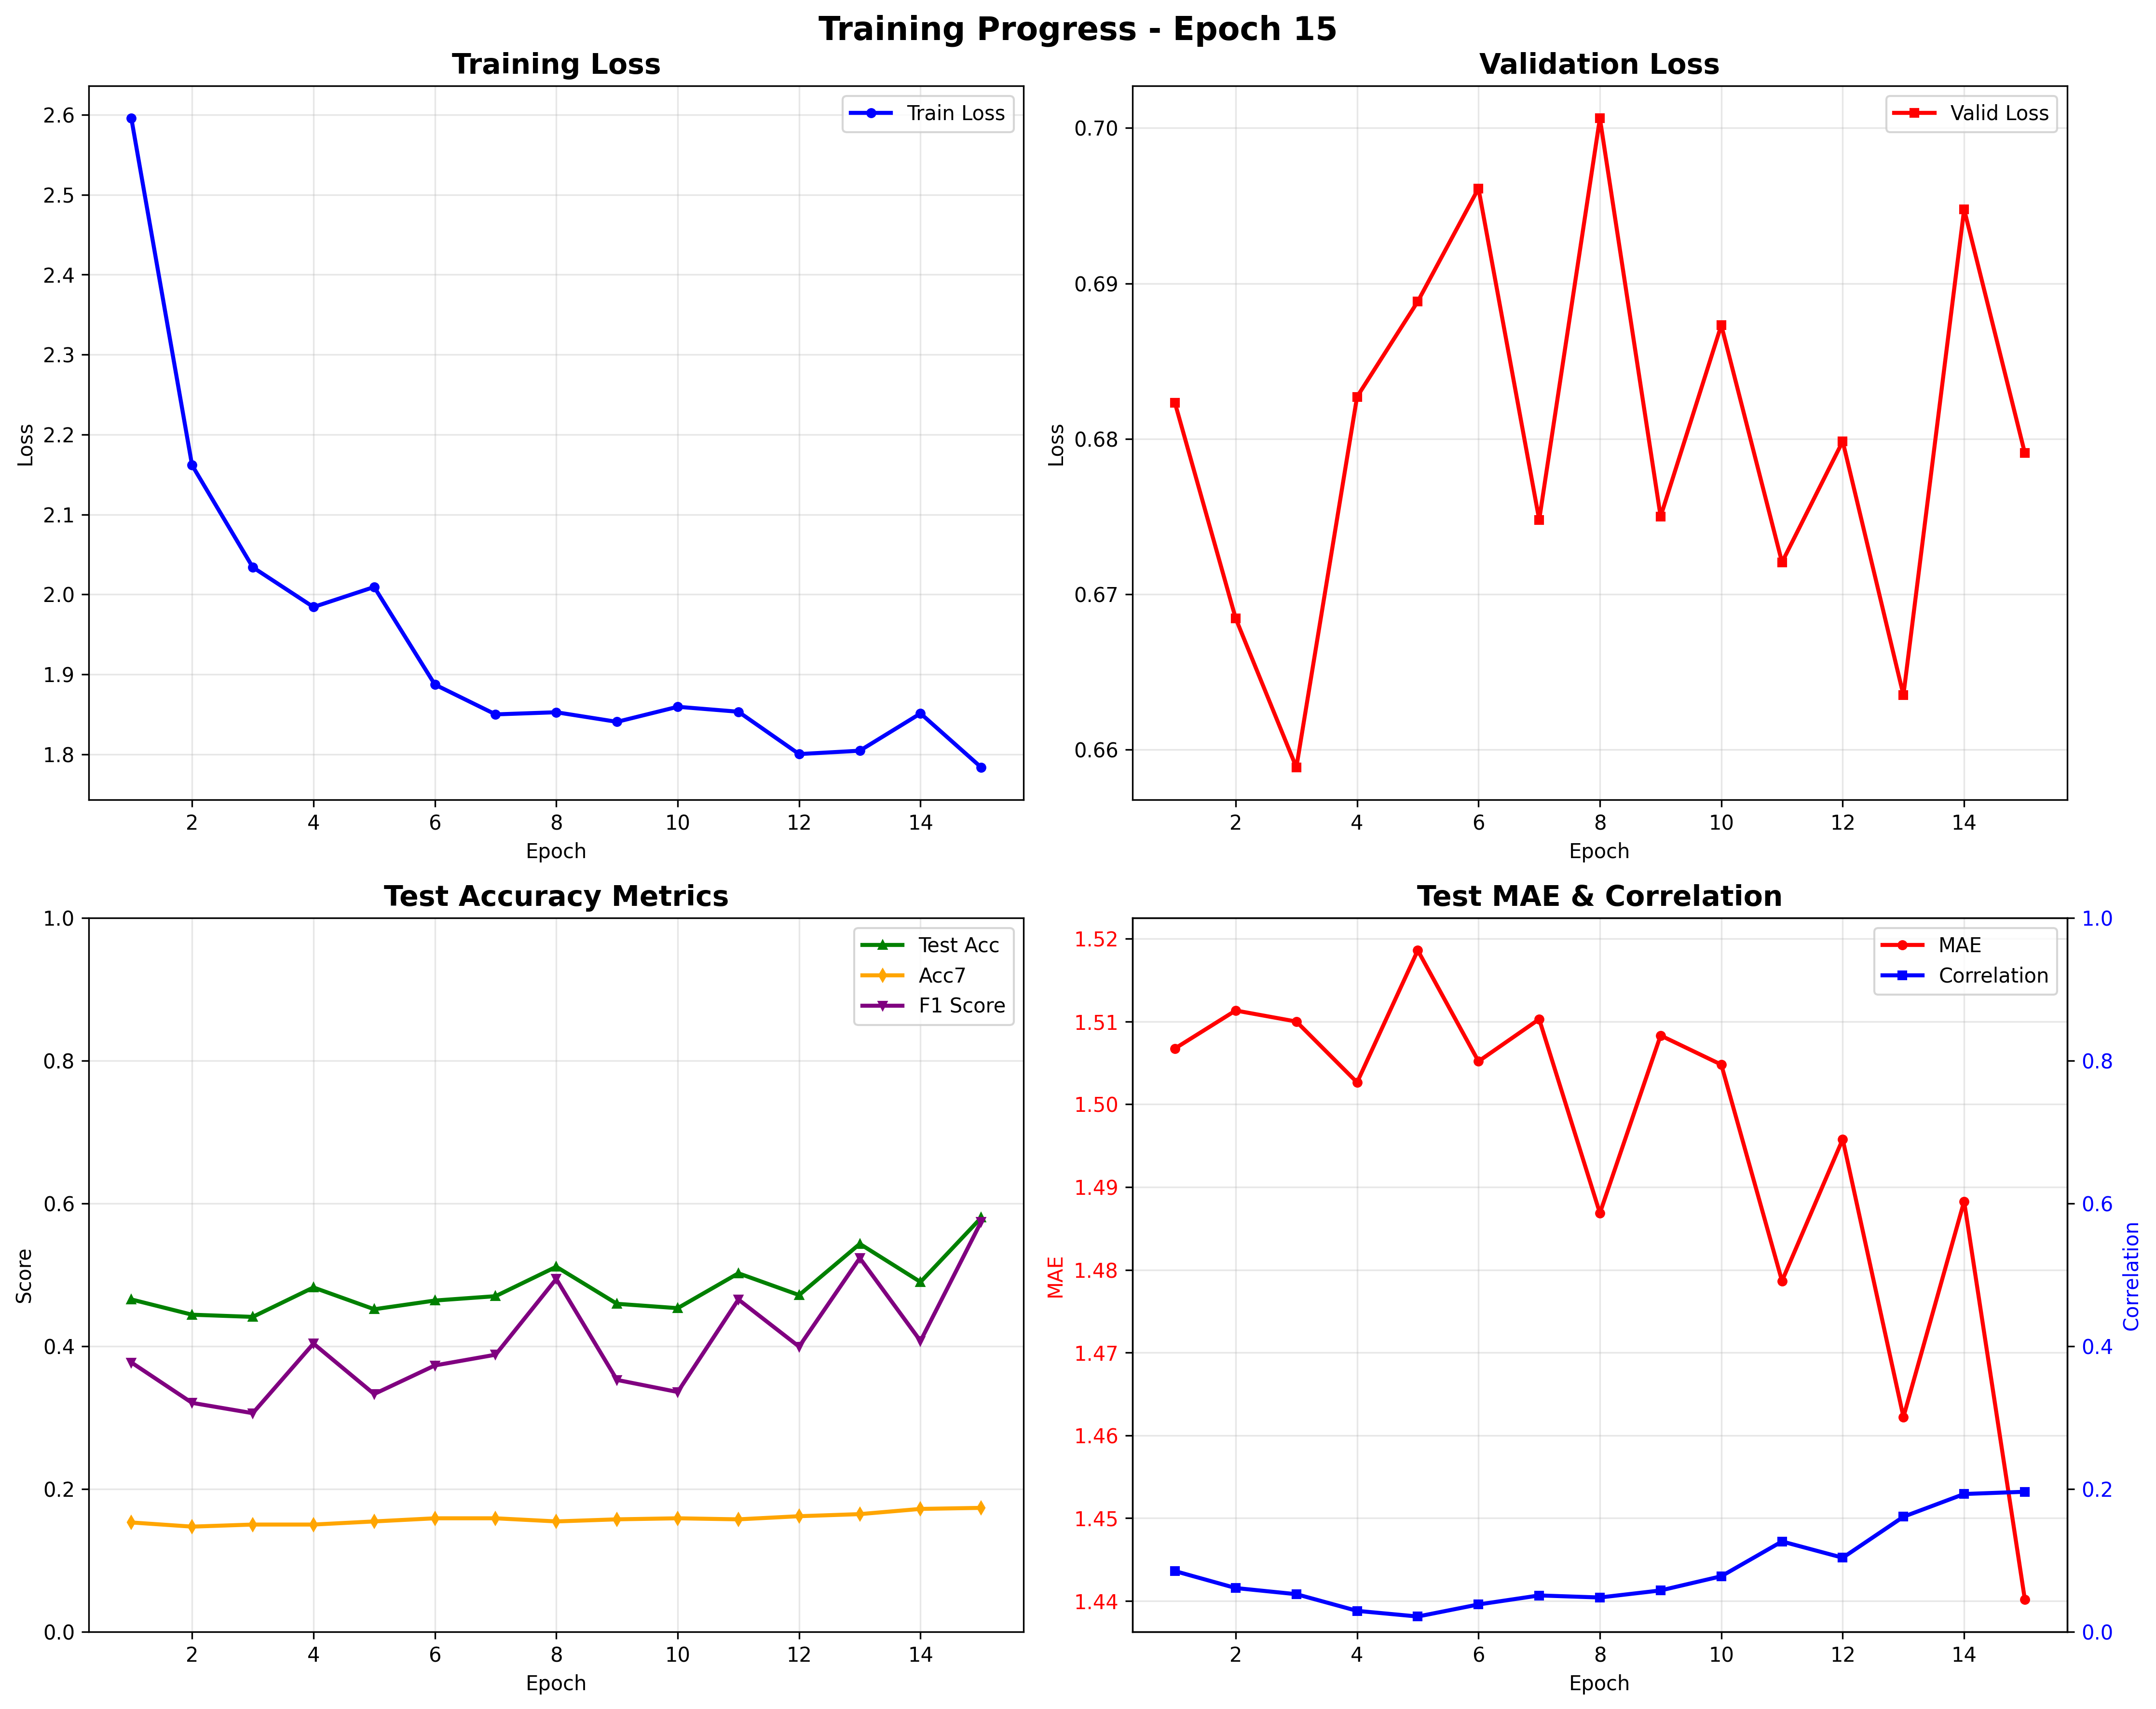 Training Progress - Epoch 15
Training Loss
Train Loss
2.6
2.5
2.4
2.3
2.2
2.1
2.0
1.9
1.8
Loss
2 4 6 8 10 12 14
Epoch
Validation Loss
Valid Loss
0.70
0.69
0.68
0.67
0.66
Loss
2 4 6 8 10 12 14
Epoch
Test Accuracy Metrics
Test Acc
Acc7
F1 Score
1.0
0.8
0.6
0.4
0.2
0.0
Score
2 4 6 8 10 12 14
Epoch
Test MAE & Correlation
MAE
Correlation
1.52
1.51
1.50
1.49
1.48
1.47
1.46
1.45
1.44
MAE
1.0
0.8
0.6
0.4
0.2
0.0
Correlation
2 4 6 8 10 12 14
Epoch